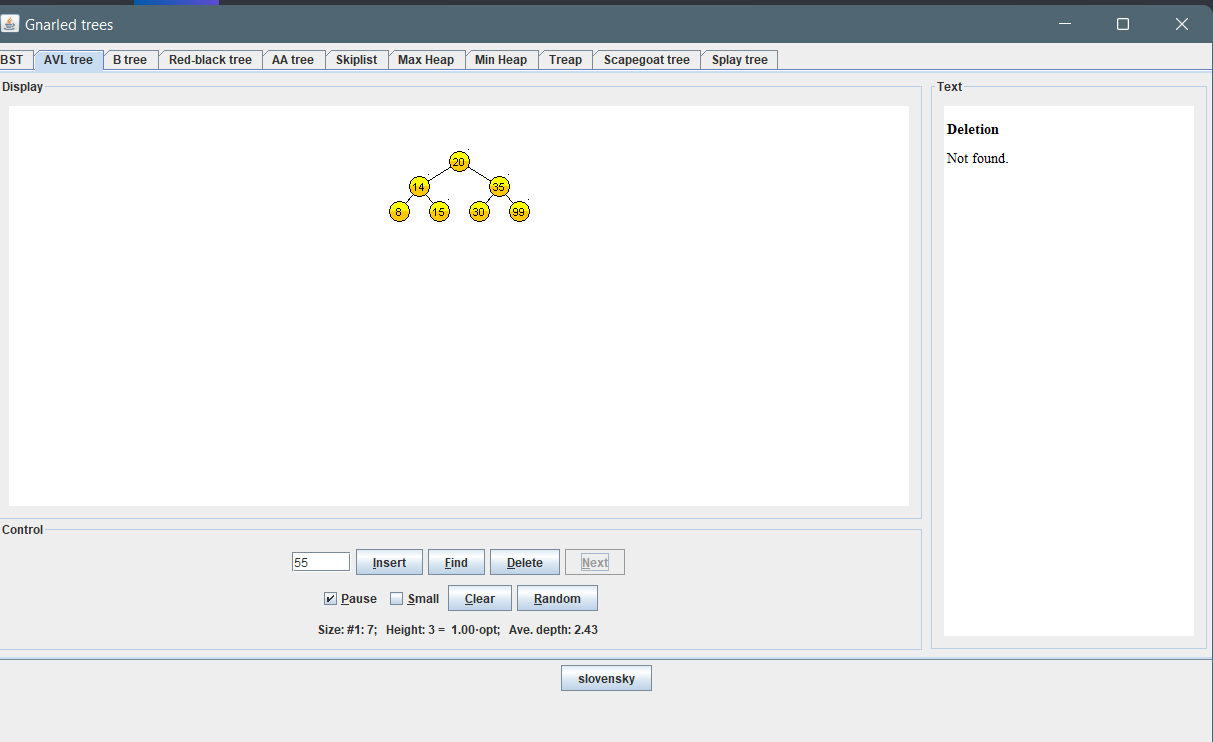 Gnarled trees
BST AVL tree B tree Red-black tree AA tree Skiplist Max Heap Min Heap Treap Scapegoat tree Splay tree
Display
20
14 35
8 15 30 99
Text
Deletion
Not found.
Control
55 Insert Find Delete Next
Pause Small Clear Random
Size: #1: 7; Height: 3 = 1.00·opt; Ave. depth: 2.43
slovensky